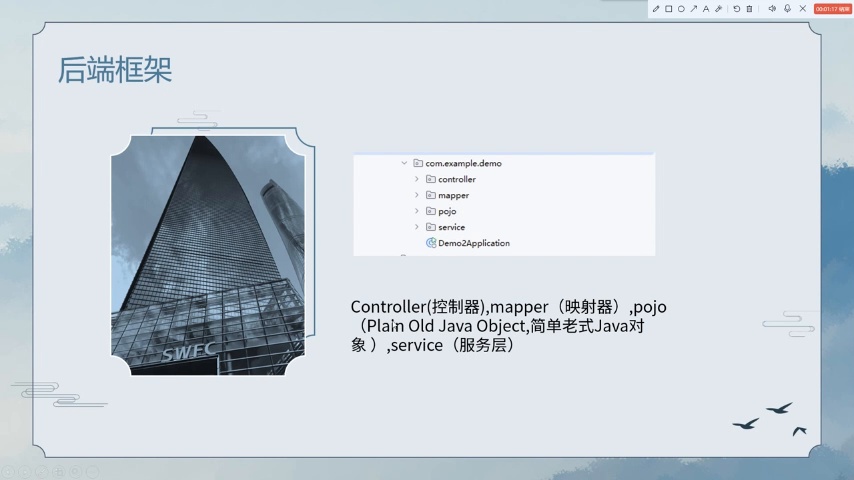 00:01:17 结束
后端框架
com.example.demo
controller
mapper
pojo
service
Demo2Application
SWFC
Controller(控制器),mapper（映射器）,pojo
（Plain Old Java Object,简单老式Java对
象 ）,service（服务层）